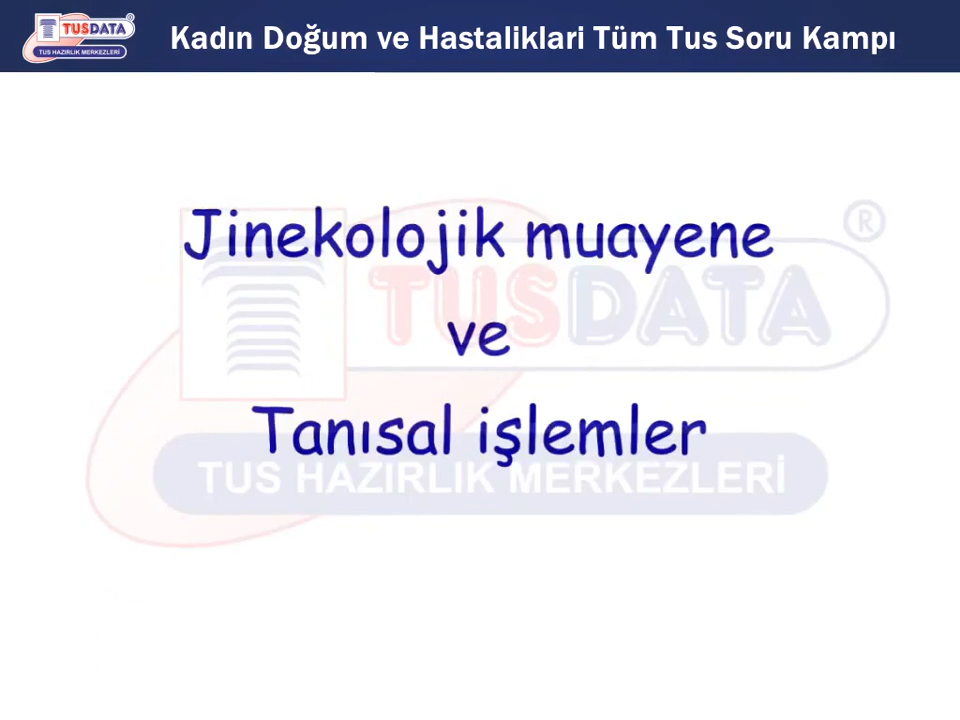 TUSDATA
TUS HAZIRLIK MERKEZLERİ
Kadın Doğum ve Hastaliklari Tüm Tus Soru Kampı
Jinekolojik muayene
ve
Tanısal işlemler
TUSDATA
TUS HAZIRLIK MERKEZLERİ